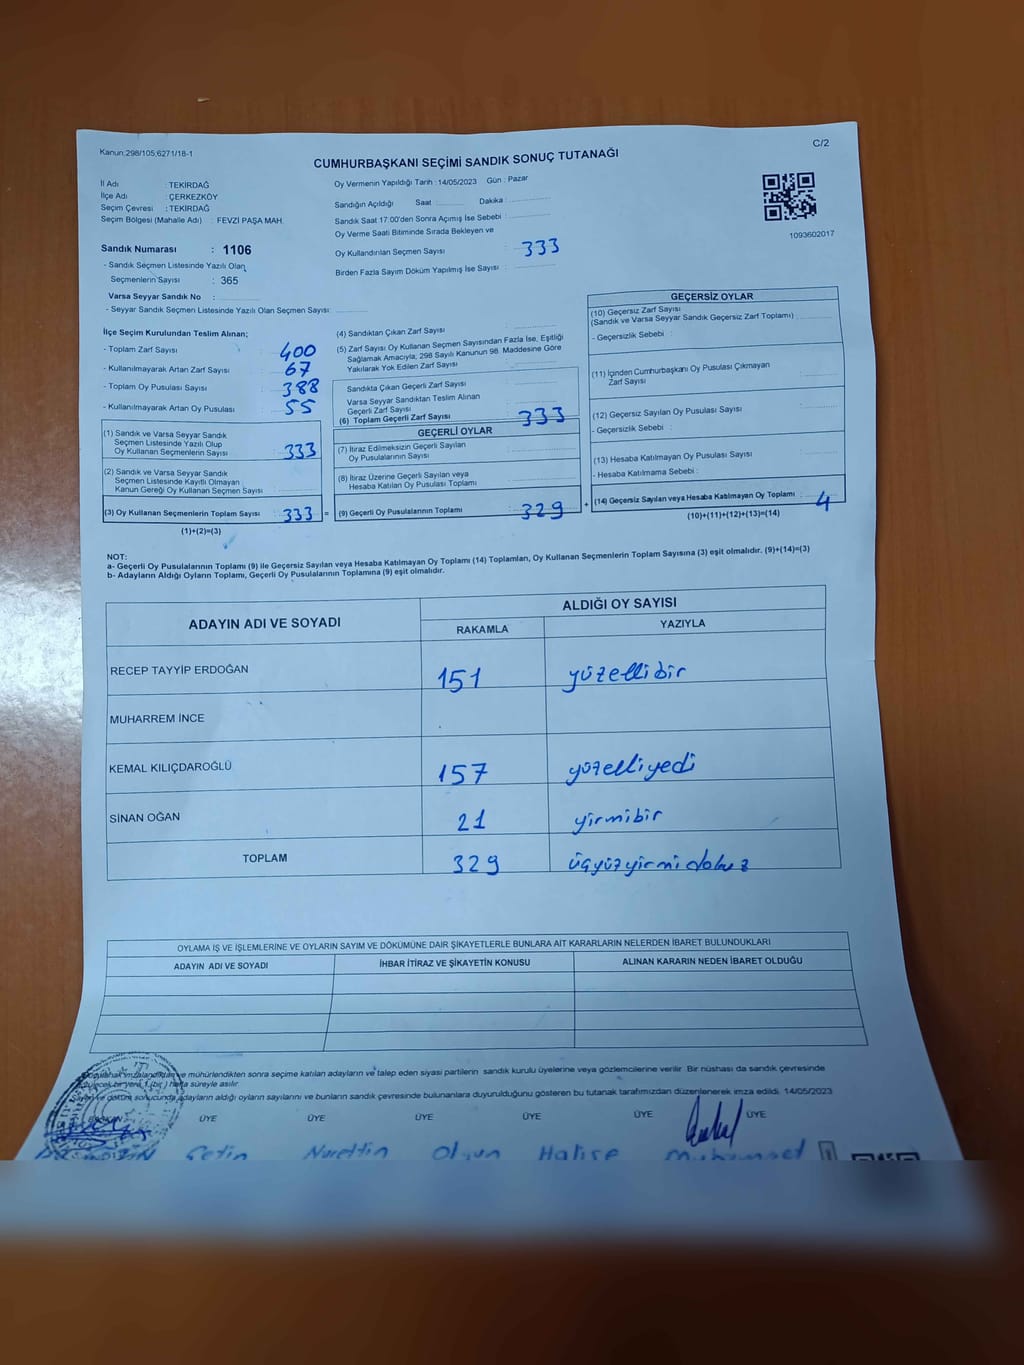 Kanun;298/105,6271/18-1
C/2
CUMHURBAŞKANI SEÇİMİ SANDIK SONUÇ TUTANAĞI
İl Adı : TEKİRDAĞ
İlçe Adı : ÇERKEZKÖY
Seçim Çevresi : TEKİRDAĞ
Seçim Bölgesi (Mahalle Adı) : FEVZİ PAŞA MAH.
Sandık Numarası : 1106
- Sandık Seçmen Listesinde Yazılı Olan
Seçmenlerin Sayısı : 365
Varsa Seyyar Sandık No :
- Seyyar Sandık Seçmen Listesinde Yazılı Olan Seçmen Sayısı:
Oy Vermenin Yapıldığı Tarih :14/05/2023 Gün : Pazar
Sandığın Açıldığı Saat : Dakika :
Sandık Saat 17:00'den Sonra Açımış İse Sebebi :
Oy Verme Saati Bitiminde Sırada Bekleyen ve
Oy Kullandırılan Seçmen Sayısı : 333
Birden Fazla Sayım Döküm Yapılmış İse Sayısı :
1093602017
İlçe Seçim Kurulundan Teslim Alınan;
- Toplam Zarf Sayısı : 400
- Kullanılmayarak Artan Zarf Sayısı : 67
- Toplam Oy Pusulası Sayısı : 388
- Kullanılmayarak Artan Oy Pusulası : 55
(1) Sandık ve Varsa Seyyar Sandık
Seçmen Listesinde Yazılı Olup
Oy Kullanan Seçmenlerin Sayısı : 333
(2) Sandık ve Varsa Seyyar Sandık
Seçmen Listesinde Kayıtlı Olmayan
Kanun Gereği Oy Kullanan Seçmen Sayısı
(3) Oy Kullanan Seçmenlerin Toplam Sayısı : 333 =
(1)+(2)=(3)
(4) Sandıktan Çıkan Zarf Sayısı :
(5) Zarf Sayısı Oy Kullanan Seçmen Sayısından Fazla İse, Eşitliği
Sağlamak Amacıyla; 298 Sayılı Kanunun 98. Maddesine Göre
Yakılarak Yok Edilen Zarf Sayısı :
Sandıkta Çıkan Geçerli Zarf Sayısı :
Varsa Seyyar Sandıktan Teslim Alınan
Geçerli Zarf Sayısı
(6) Toplam Geçerli Zarf Sayısı : 333
GEÇERLİ OYLAR
(7) İtiraz Edilmeksizin Geçerli Sayılan
Oy Pusulalarının Sayısı :
(8) İtiraz Üzerine Geçerli Sayılan veya
Hesaba Katılan Oy Pusulası Toplamı :
(9) Geçerli Oy Pusulalarının Toplamı : 329 +
GEÇERSİZ OYLAR
(10) Geçersiz Zarf Sayısı
(Sandık ve Varsa Seyyar Sandık Geçersiz Zarf Toplamı) :
- Geçersizlik Sebebi :
(11) İçinden Cumhurbaşkanı Oy Pusulası Çıkmayan
Zarf Sayısı :
(12) Geçersiz Sayılan Oy Pusulası Sayısı :
- Geçersizlik Sebebi :
(13) Hesaba Katılmayan Oy Pusulası Sayısı :
- Hesaba Katılmama Sebebi :
(14) Geçersiz Sayılan veya Hesaba Katılmayan Oy Toplamı : 4
(10)+(11)+(12)+(13)=(14)
NOT:
a- Geçerli Oy Pusulalarının Toplamı (9) ile Geçersiz Sayılan veya Hesaba Katılmayan Oy Toplamı (14) Toplamları, Oy Kullanan Seçmenlerin Toplam Sayısına (3) eşit olmalıdır. (9)+(14)=(3)
b- Adayların Aldığı Oyların Toplamı, Geçerli Oy Pusulalarının Toplamına (9) eşit olmalıdır.
ADAYIN ADI VE SOYADI
ALDIĞI OY SAYISI
RAKAMLA YAZIYLA
RECEP TAYYİP ERDOĞAN 151 yüzellibir
MUHARREM İNCE
KEMAL KILIÇDAROĞLU 157 yüzelliyedi
SİNAN OĞAN 21 yirmibir
TOPLAM 329 üçyüzyirmidokuz
OYLAMA İŞ VE İŞLEMLERİNE VE OYLARIN SAYIM VE DÖKÜMÜNE DAİR ŞİKAYETLERLE BUNLARA AİT KARARLARIN NELERDEN İBARET BULUNDUKLARI
ADAYIN ADI VE SOYADI
İHBAR İTİRAZ VE ŞİKAYETİN KONUSU
ALINAN KARARIN NEDEN İBARET OLDUĞU
mühürlendikten sonra seçime katılan adayların ve talep eden siyasi partilerin sandık kurulu üyelerine veya gözlemcilerine verilir. Bir nüshası da sandık çevresinde
hafta süreyle asılır.
sonucunda adayların aldığı oyların sayılarını ve bunların sandık çevresinde bulunanlara duyurulduğunu gösteren bu tutanak tarafımızdan düzenlenerek imza edildi. 14/05/2023
ÜYE ÜYE ÜYE ÜYE ÜYE ÜYE
Çetin Nurettin Olgun Halise Muhammet